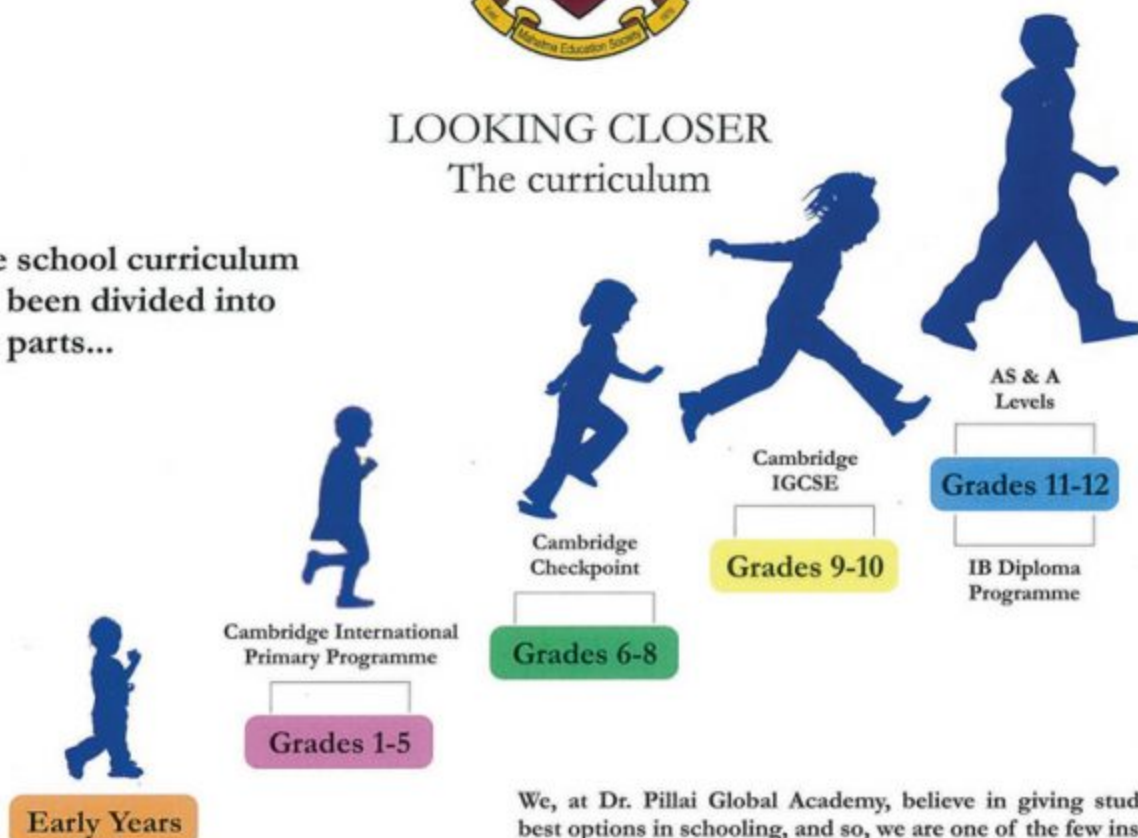 Mahatma Education Society
LOOKING CLOSER
The curriculum
e school curriculum
been divided into
parts...
AS & A
Levels
Grades 11-12
IB Diploma
Programme
Cambridge
IGCSE
Grades 9-10
Cambridge
Checkpoint
Grades 6-8
Cambridge International
Primary Programme
Grades 1-5
Early Years
We, at Dr. Pillai Global Academy, believe in giving stud
best options in schooling, and so, we are one of the few ins